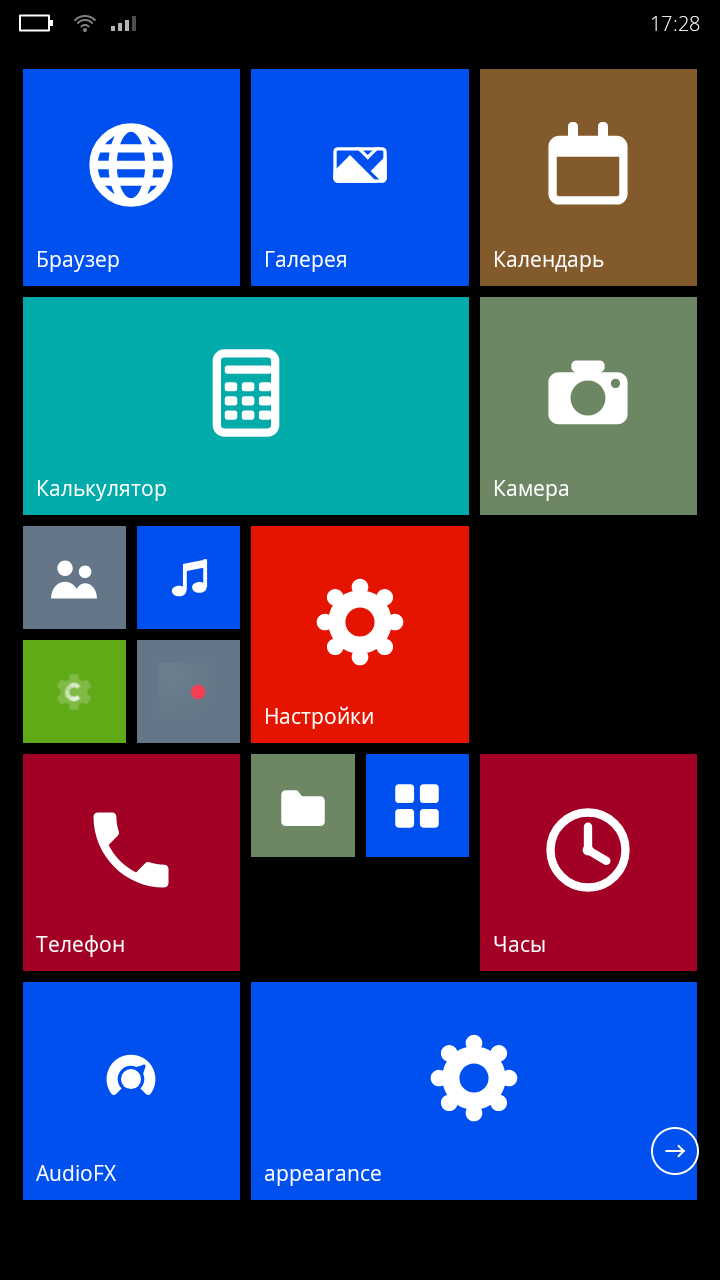 17:28
Браузер
Галерея
Календарь
Калькулятор
Камера
Настройки
Телефон
Часы
AudioFX
appearance